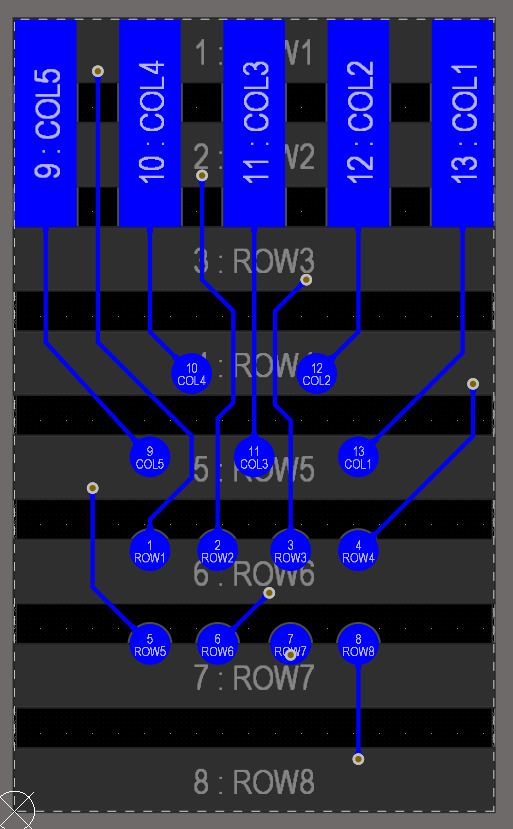 1 : ROW1
9 : COL5
10 : COL4
11 : COL3
12 : COL2
13 : COL1
2 : ROW2
3 : ROW3
4 : ROW4
10
COL4
12
COL2
9
COL5
11
COL3
13
COL1
5 : ROW5
1
ROW1
2
ROW2
3
ROW3
4
ROW4
6 : ROW6
5
ROW5
6
ROW6
7
ROW7
8
ROW8
7 : ROW7
8 : ROW8